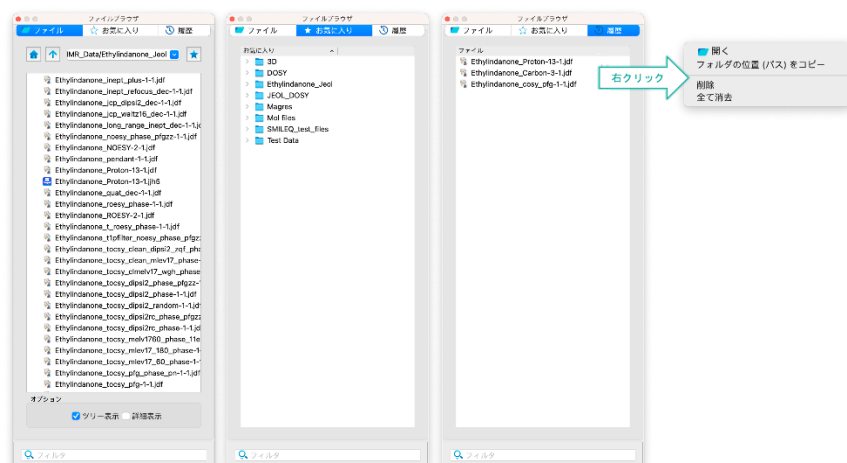 ファイルブラウザ
ファイル
お気に入り
履歴
IMR_Data/Ethylindanone_Jeol
Ethylindanone_inept_plus-1-1.jdf
Ethylindanone_inept_refocus_dec-1-1.jdf
Ethylindanone_jcp_dipsi2_dec-1-1.jdf
Ethylindanone_jcp_waltz16_dec-1-1.jdf
Ethylindanone_long_range_inept_dec-1-1.jc
Ethylindanone_noesy_phase_pfgzz-1-1.jdf
Ethylindanone_NOESY-2-1.jdf
Ethylindanone_pendant-1-1.jdf
Ethylindanone_Proton-13-1.jdf
Ethylindanone_Proton-13-1.jjh6
Ethylindanone_quat_dec-1-1.jdf
Ethylindanone_roesy_phase-1-1.jdf
Ethylindanone_ROESY-2-1.jdf
Ethylindanone_t_roesy_phase-1-1.jdf
Ethylindanone_t1pfilter_noesy_phase_pfgz:
Ethylindanone_tocsy_clean_dipsi2_zqf_pha
Ethylindanone_tocsy_clean_mlev17_phase-
Ethylindanone_tocsy_clmelv17_wgh_phase
Ethylindanone_tocsy_dipsi2_phase_pfgzz-1
Ethylindanone_tocsy_dipsi2_phase-1-1.jdf
Ethylindanone_tocsy_dipsi2_random-1-1.jd
Ethylindanone_tocsy_dipsi2rc_phase_pfgz:
Ethylindanone_tocsy_dipsi2rc_phase-1-1.jd
Ethylindanone_tocsy_melv1760_phase_11e
Ethylindanone_tocsy_mlev17_180_phase-1-
Ethylindanone_tocsy_mlev17_60_phase-1-
Ethylindanone_tocsy_pfg_phase_pn-1-1.jdf
Ethylindanone_tocsy_pfg-1-1.jdf
オプション
ツリー表示 詳細表示
フィルタ
ファイルブラウザ
ファイル
お気に入り
履歴
お気に入り
3D
DOSY
Ethylindanone_Jeol
JEOL_DOSY
Magres
Mol files
SMILEQ_test_files
Test Data
フィルタ
ファイルブラウザ
ファイル
お気に入り
履歴
ファイル
Ethylindanone_Proton-13-1.jdf
Ethylindanone_Carbon-3-1.jdf
Ethylindanone_cosy_pfg-1-1.jdf
フィルタ
右クリック
開く
フォルダの位置 (パス) をコピー
削除
全て消去